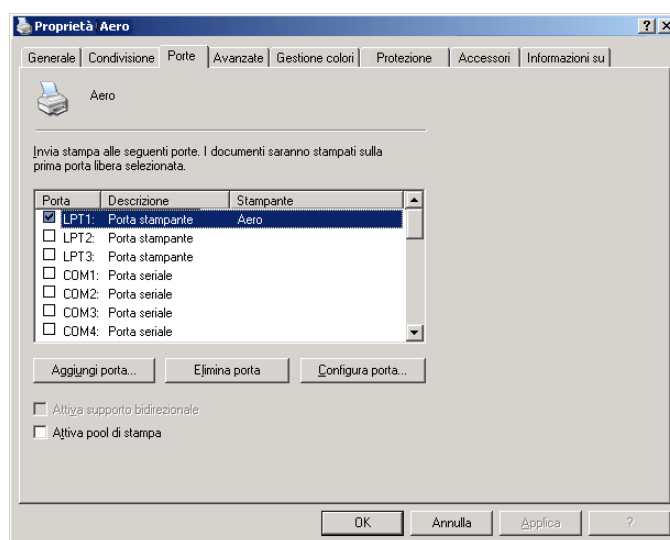 Proprietà Aero
Generale Condivisione Porte Avanzate Gestione colori Protezione Accessori Informazioni su
Aero
Invia stampa alle seguenti porte. I documenti saranno stampati sulla
prima porta libera selezionata.
Porta Descrizione Stampante
LPT1: Porta stampante Aero
LPT2: Porta stampante
LPT3: Porta stampante
COM1: Porta seriale
COM2: Porta seriale
COM3: Porta seriale
COM4: Porta seriale
Aggiungi porta... Elimina porta Configura porta...
Attiva supporto bidirezionale
Attiva pool di stampa
OK Annulla Applica ?